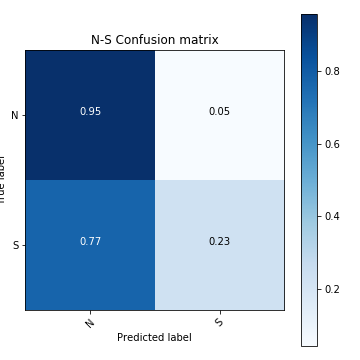 N-S Confusion matrix
N
0.95
0.05
S
0.77
0.23
N
S
Predicted label
label
0.8
0.6
0.4
0.2